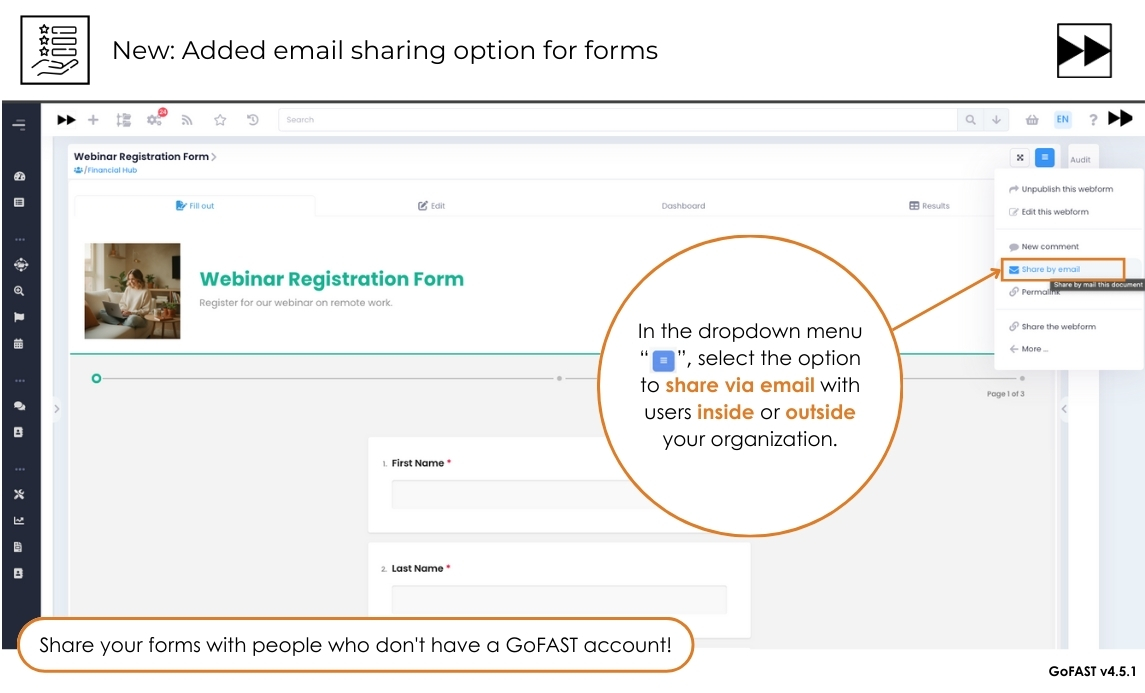 New: Added email sharing option for forms
24
Search
EN
?
Webinar Registration Form
/Financial Hub
Audit
Fill out
Edit
Dashboard
Results
Unpublish this webform
Edit this webform
New comment
Share by email
Share by mail this document
Permalink
Share the webform
More ...
Webinar Registration Form
Register for our webinar on remote work.
Page 1 of 3
In the dropdown menu
“ ”, select the option
to share via email with
users inside or outside
your organization.
1. First Name *
2. Last Name *
Share your forms with people who don't have a GoFAST account!
GoFAST v4.5.1